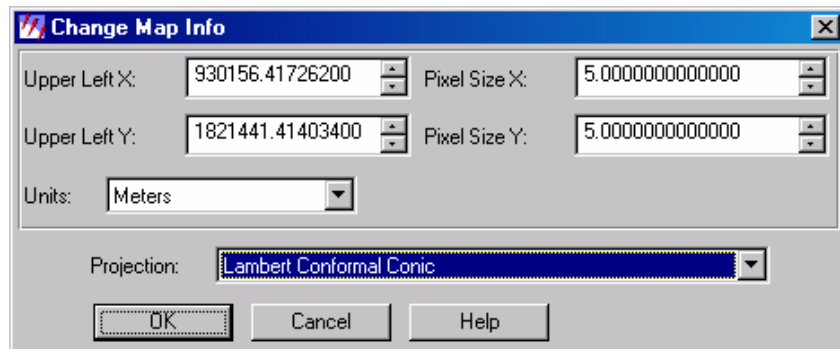 Change Map Info
Upper Left X: 930156.41726200 Pixel Size X: 5.0000000000000
Upper Left Y: 1821441.41403400 Pixel Size Y: 5.0000000000000
Units: Meters
Projection: Lambert Conformal Conic
OK Cancel Help